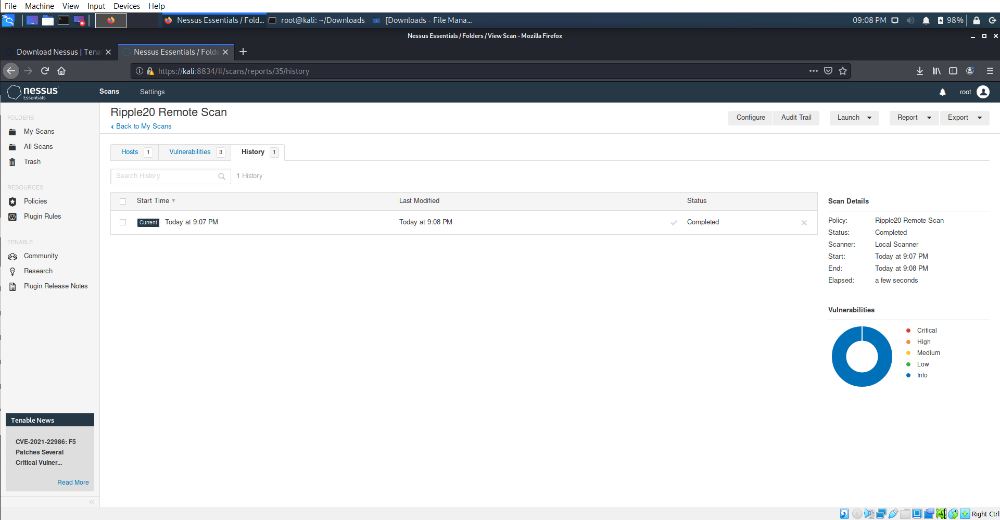 File Machine View Input Devices Help
Nessus Essentials / Fold... root@kali: ~/Downloads [Downloads - File Mana... 09:08 PM 98%
Nessus Essentials / Folders / View Scan - Mozilla Firefox
Download Nessus | Tena Nessus Essentials / Folde
https://kali:8834/#/scans/reports/35/history
nessus Essentials Scans Settings root
Ripple20 Remote Scan
Back to My Scans
Configure Audit Trail Launch Report Export
FOLDERS
My Scans
All Scans
Trash
RESOURCES
Policies
Plugin Rules
TENABLE
Community
Research
Plugin Release Notes
Hosts 1 Vulnerabilities 3 History 1
Search History 1 History
Start Time Last Modified Status
Current Today at 9:07 PM Today at 9:08 PM Completed
Scan Details
Policy: Ripple20 Remote Scan
Status: Completed
Scanner: Local Scanner
Start: Today at 9:07 PM
End: Today at 9:08 PM
Elapsed: a few seconds
Vulnerabilities
Critical
High
Medium
Low
Info
Tenable News
CVE-2021-22986: F5
Patches Several
Critical Vulner...
Read More
Right Ctrl